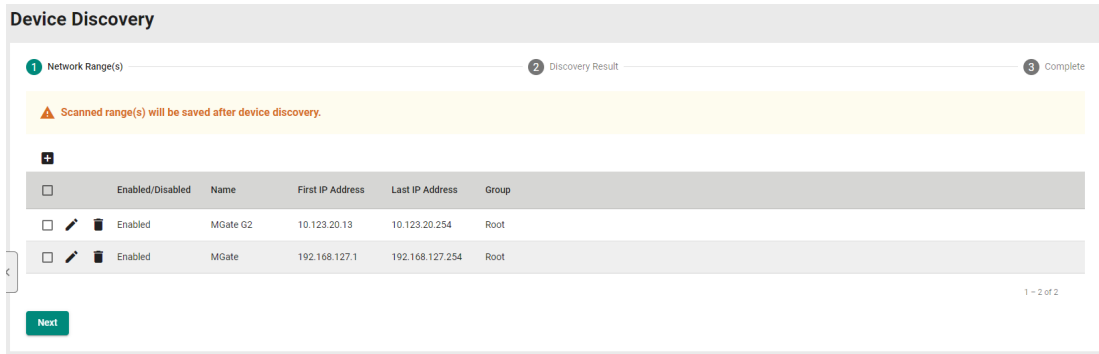 Device Discovery
1 Network Range(s) 2 Discovery Result 3 Complete
Scanned range(s) will be saved after device discovery.
Enabled/Disabled Name First IP Address Last IP Address Group
Enabled MGate G2 10.123.20.13 10.123.20.254 Root
Enabled MGate 192.168.127.1 192.168.127.254 Root
1 – 2 of 2
Next